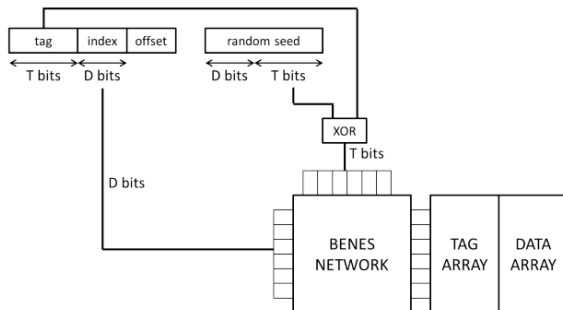 tag index offset
random seed
T bits D bits
D bits T bits
XOR
T bits
D bits
BENES
NETWORK
TAG
ARRAY
DATA
ARRAY